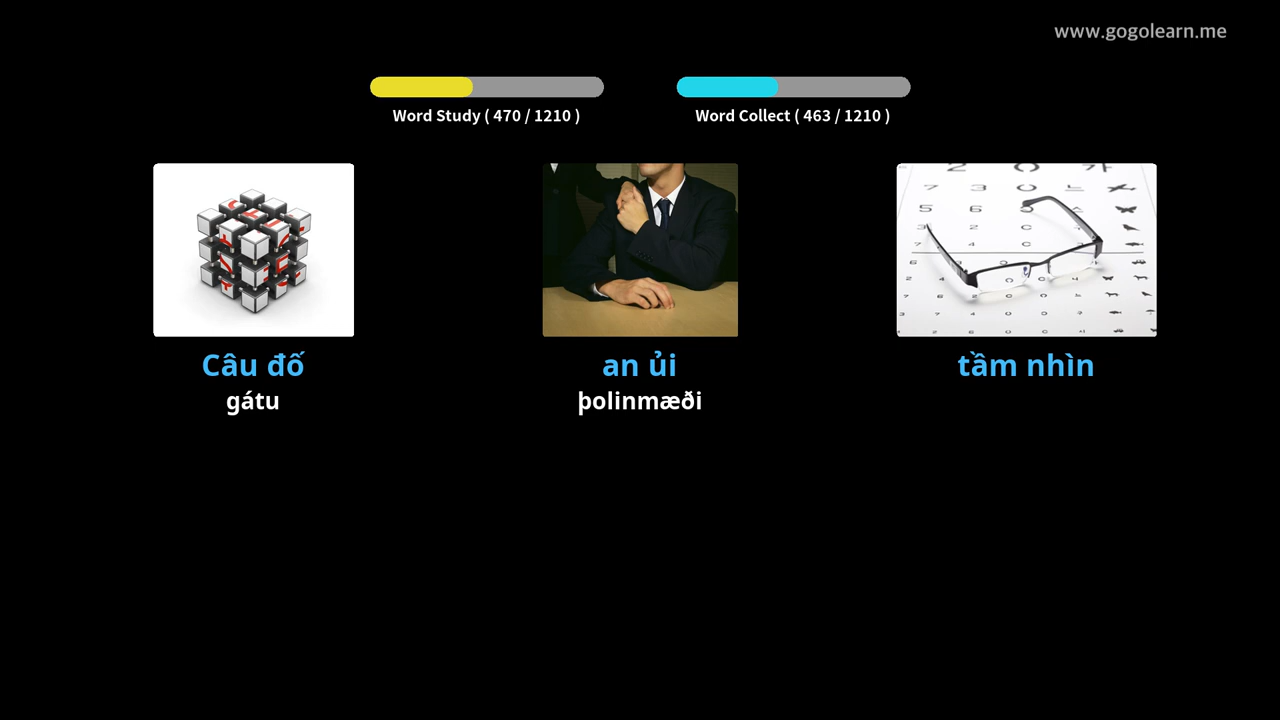 www.gogolearn.me
Word Study ( 470 / 1210 )
Word Collect ( 463 / 1210 )
Câu đố
gátu
an ủi
þolinmæði
tầm nhìn